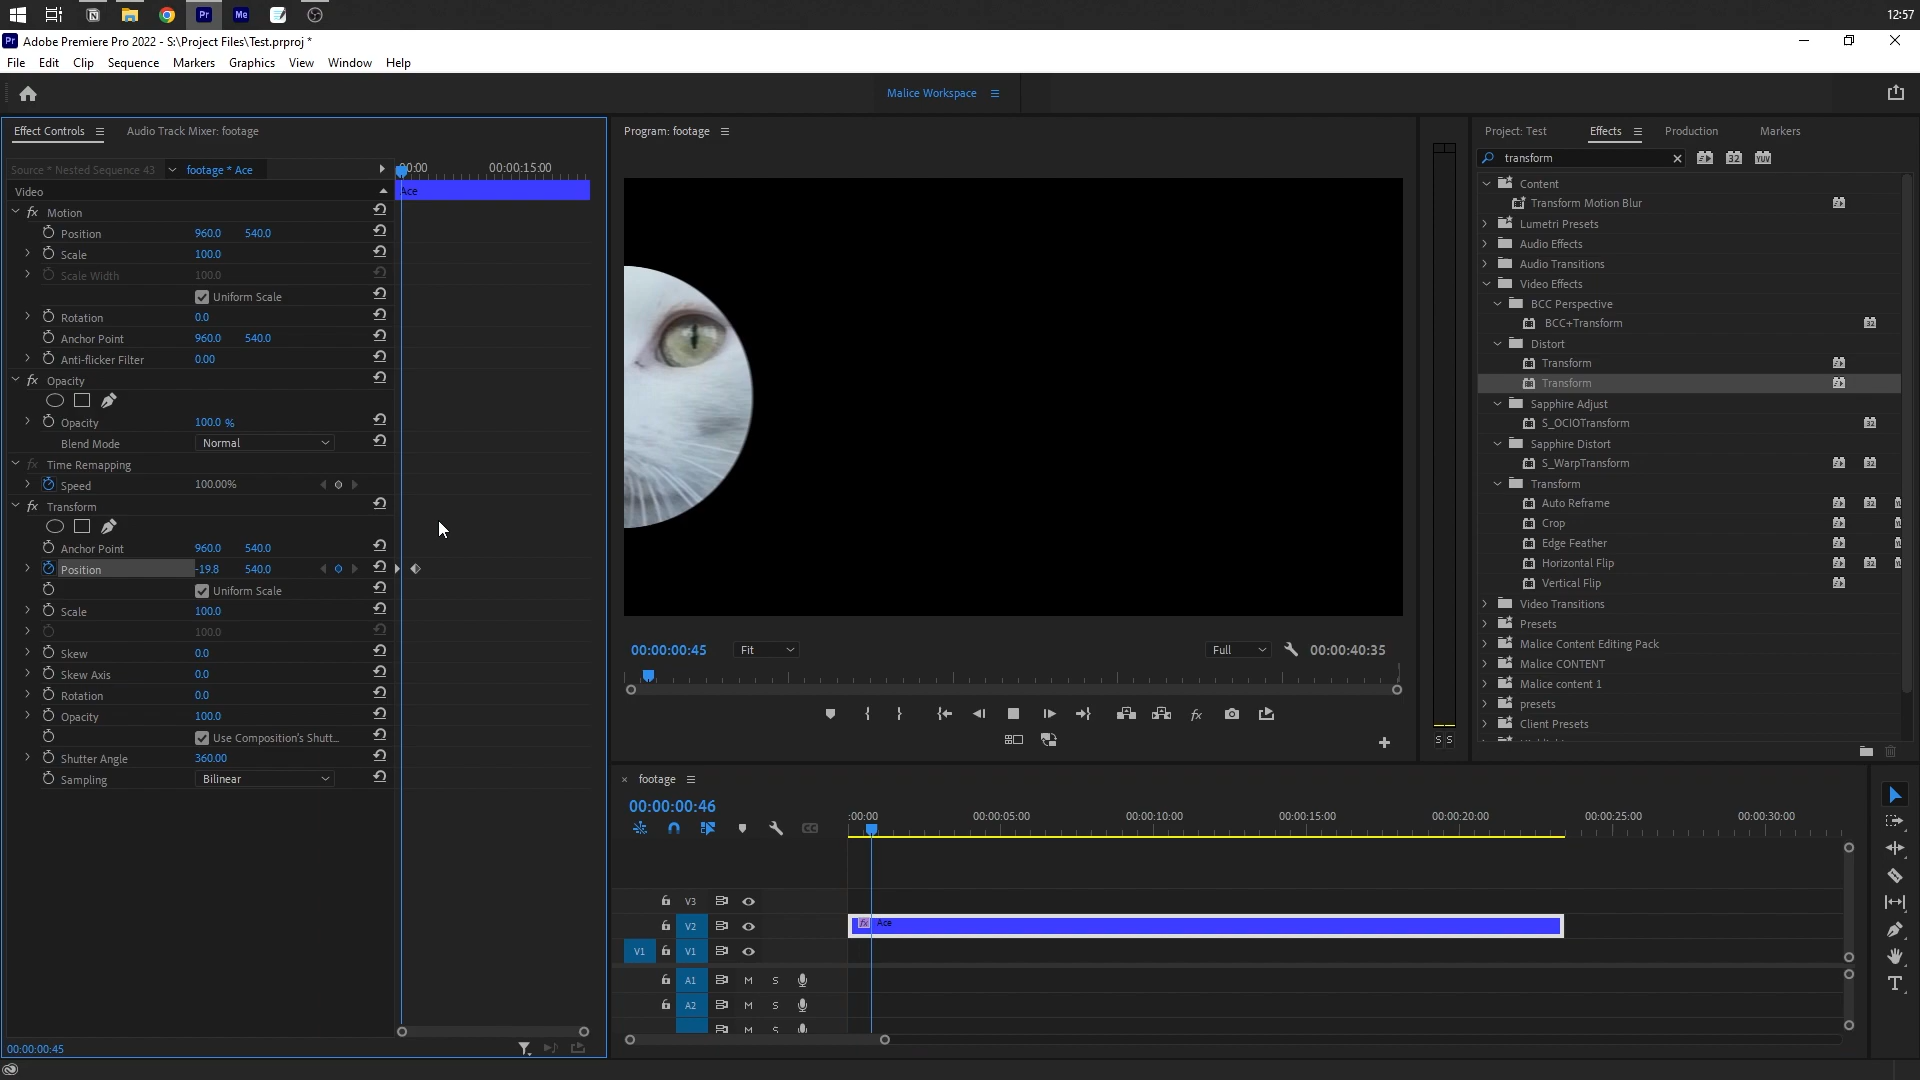 Pr
Me
12:57
Pr Adobe Premiere Pro 2022 - S:\Project Files\Test.prproj *
File Edit Clip Sequence Markers Graphics View Window Help
Malice Workspace
Effect Controls
Audio Track Mixer: footage
Source * Nested Sequence 43
footage * Ace
:00:00
00:00:15:00
Video
Ace
Motion
Position 960.0 540.0
Scale 100.0
Scale Width 100.0
Uniform Scale
Rotation 0.0
Anchor Point 960.0 540.0
Anti-flicker Filter 0.00
Opacity
Opacity 100.0 %
Blend Mode Normal
Time Remapping
Speed 100.00%
Transform
Anchor Point 960.0 540.0
Position -19.8 540.0
Uniform Scale
Scale 100.0
100.0
Skew 0.0
Skew Axis 0.0
Rotation 0.0
Opacity 100.0
Use Composition's Shutt...
Shutter Angle 360.00
Sampling Bilinear
00:00:00:45
Program: footage
00:00:00:45
Fit
Full
00:00:40:35
S S
Project: Test
Effects
Production
Markers
transform
32
YUV
Content
Transform Motion Blur
Lumetri Presets
Audio Effects
Audio Transitions
Video Effects
BCC Perspective
BCC+Transform
32
Distort
Transform
Transform
Sapphire Adjust
S_OCIOTransform
32
Sapphire Distort
S_WarpTransform
32
Transform
Auto Reframe
32
Crop
Edge Feather
Horizontal Flip
32
Vertical Flip
Video Transitions
Presets
Malice Content Editing Pack
Malice CONTENT
Malice content 1
presets
Client Presets
footage
00:00:00:46
CC
:00:00
00:00:05:00
00:00:10:00
00:00:15:00
00:00:20:00
00:00:25:00
00:00:30:00
V3
V2
fx Ace
V1 V1
A1 M S
A2 M S
M S